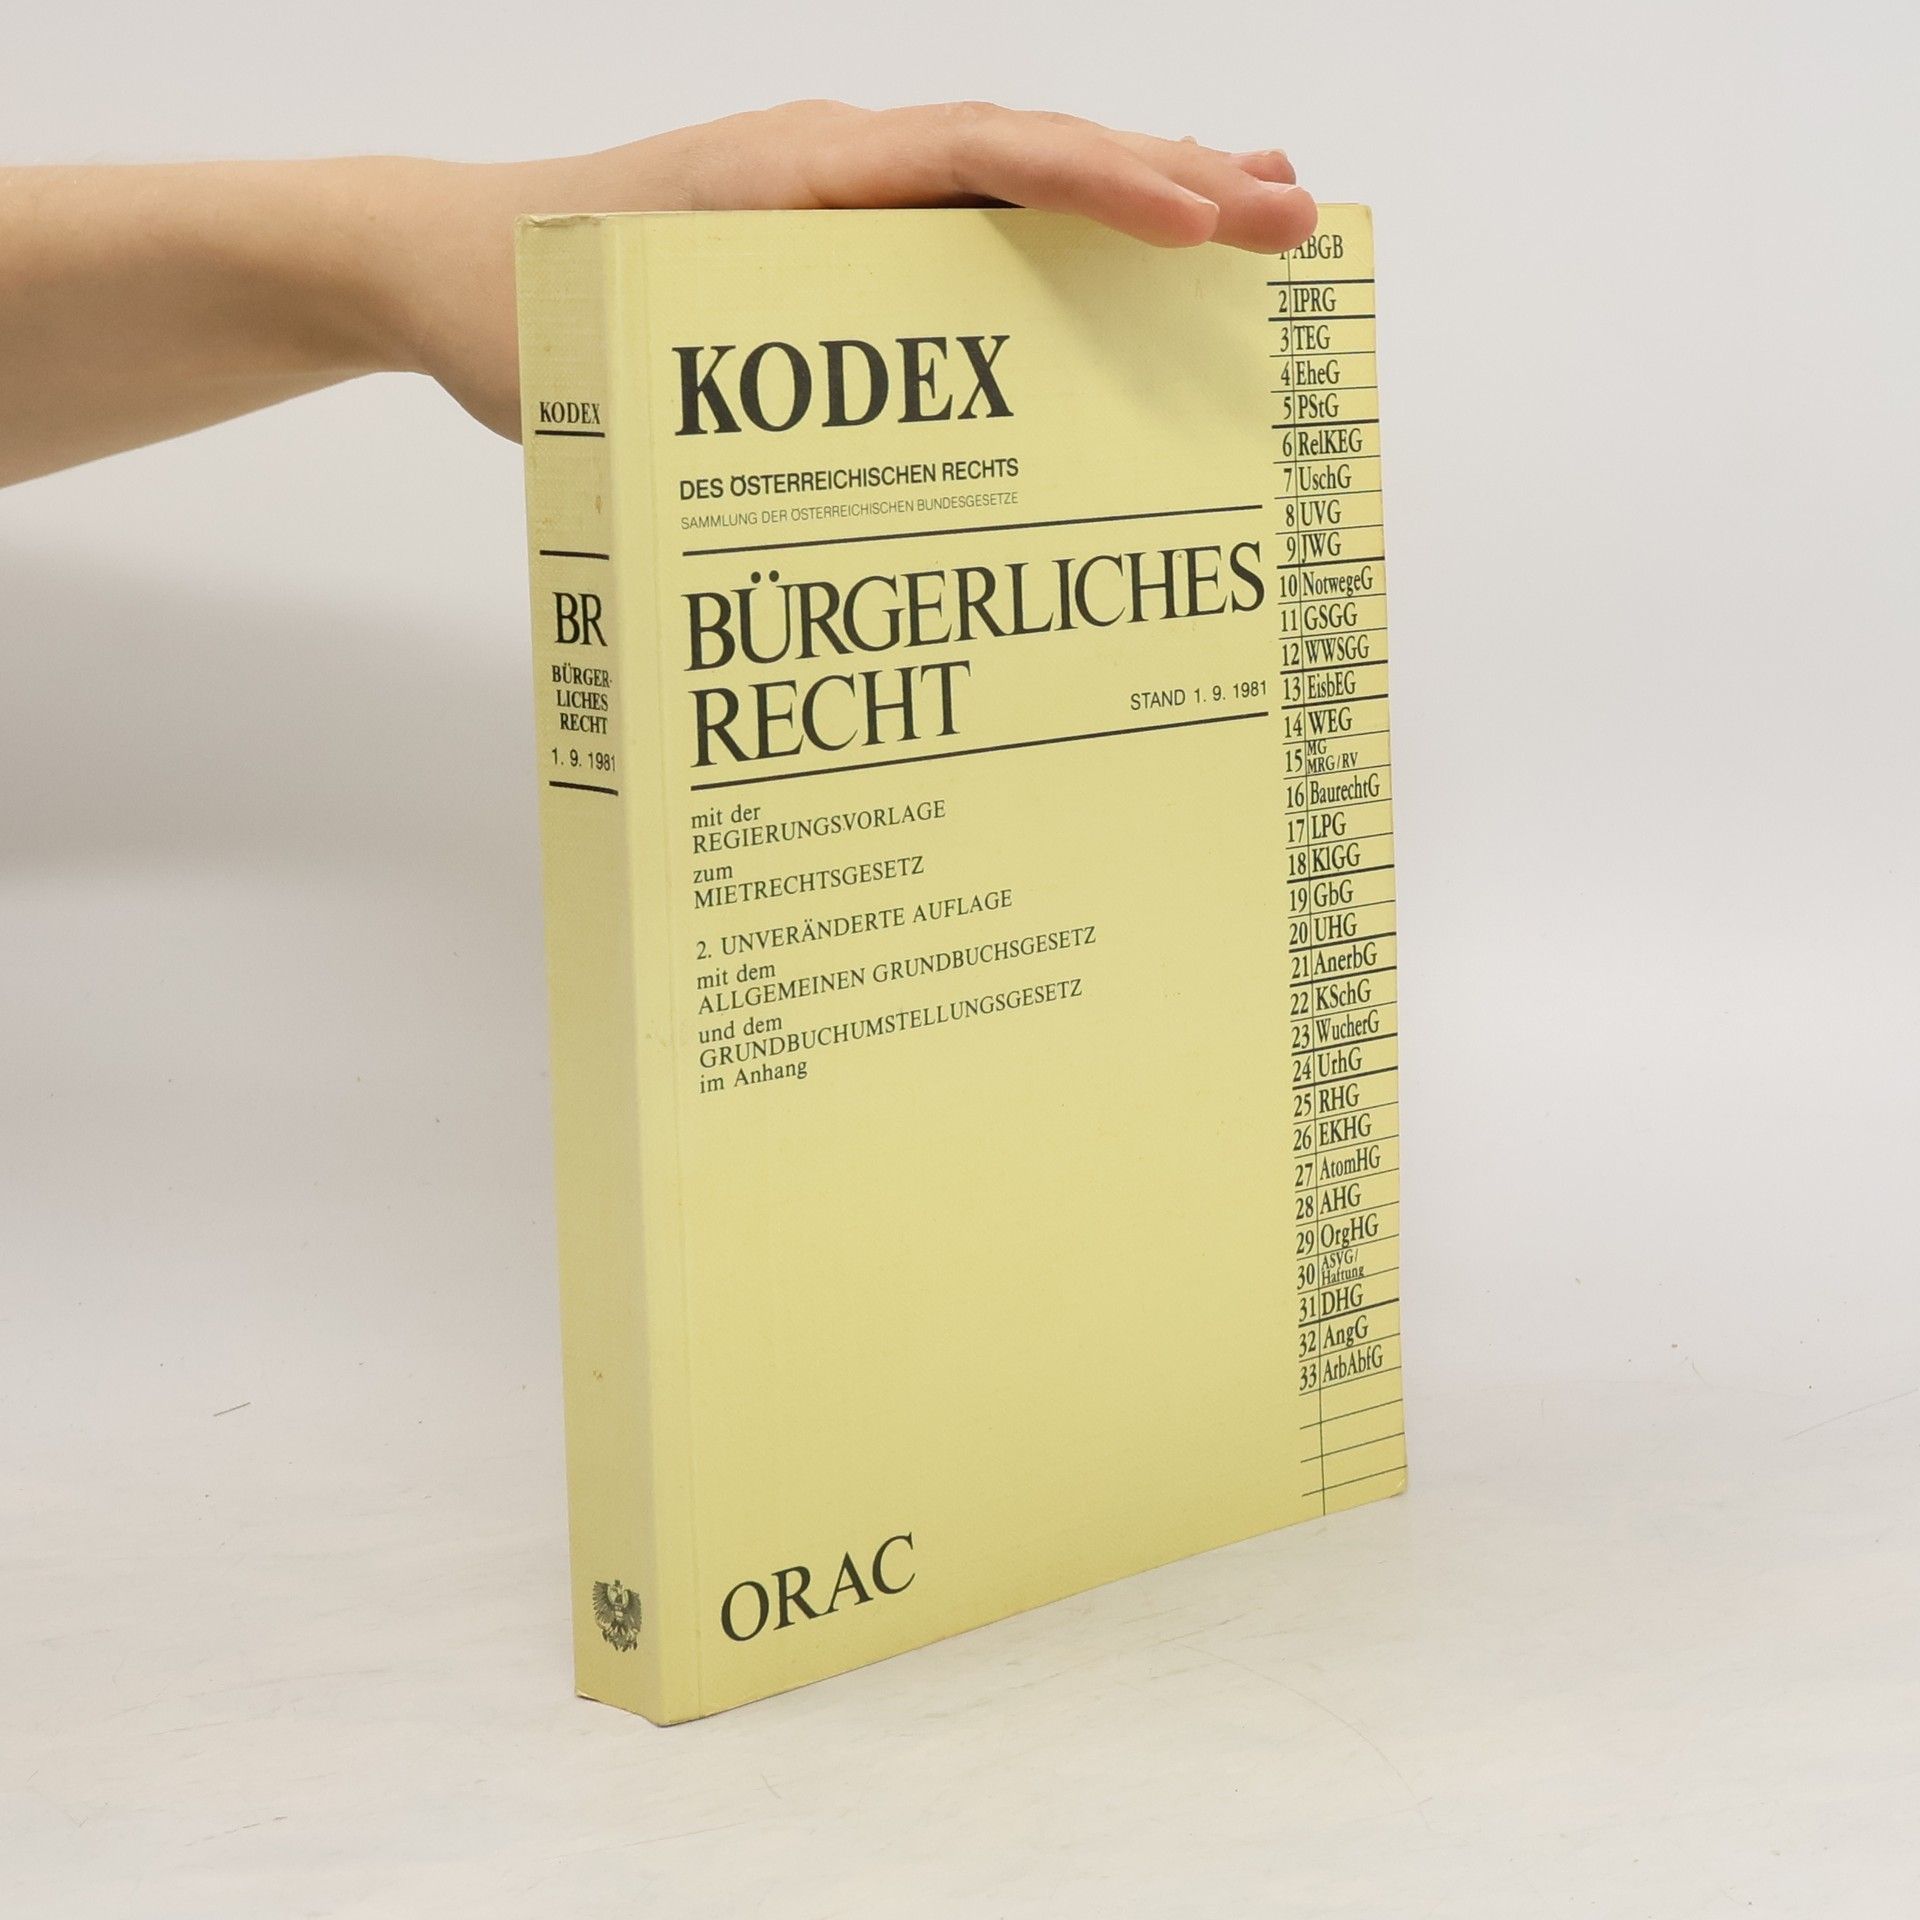 KODEX
BR
BÜRGER-
LICHES
RECHT
1. 9. 1981
KODEX
DES ÖSTERREICHISCHEN RECHTS
SAMMLUNG DER ÖSTERREICHISCHEN BUNDESGESETZE
BÜRGERLICHES
RECHT
STAND 1. 9. 1981
mit der
REGIERUNGSVORLAGE
zum
MIETRECHTSGESETZ
2. UNVERÄNDERTE AUFLAGE
mit dem
ALLGEMEINEN GRUNDBUCHSGESETZ
und dem
GRUNDBUCHUMSTELLUNGSGESETZ
im Anhang
ORAC
1 ABGB
2 IPRG
3 TEG
4 EheG
5 PStG
6 RelKEG
7 UschG
8 UVG
9 JWG
10 NotwegeG
11 GSGG
12 WWSGG
13 EisbEG
14 WEG
15 MG
MRG/RV
16 BaurechtG
17 LPG
18 KlGG
19 GbG
20 UHG
21 AnerbG
22 KSchG
23 WucherG
24 UrhG
25 RHG
26 EKHG
27 AtomHG
28 AHG
29 OrgHG
30 ASVG/
Haftung
31 DHG
32 AngG
33 ArbAbfG